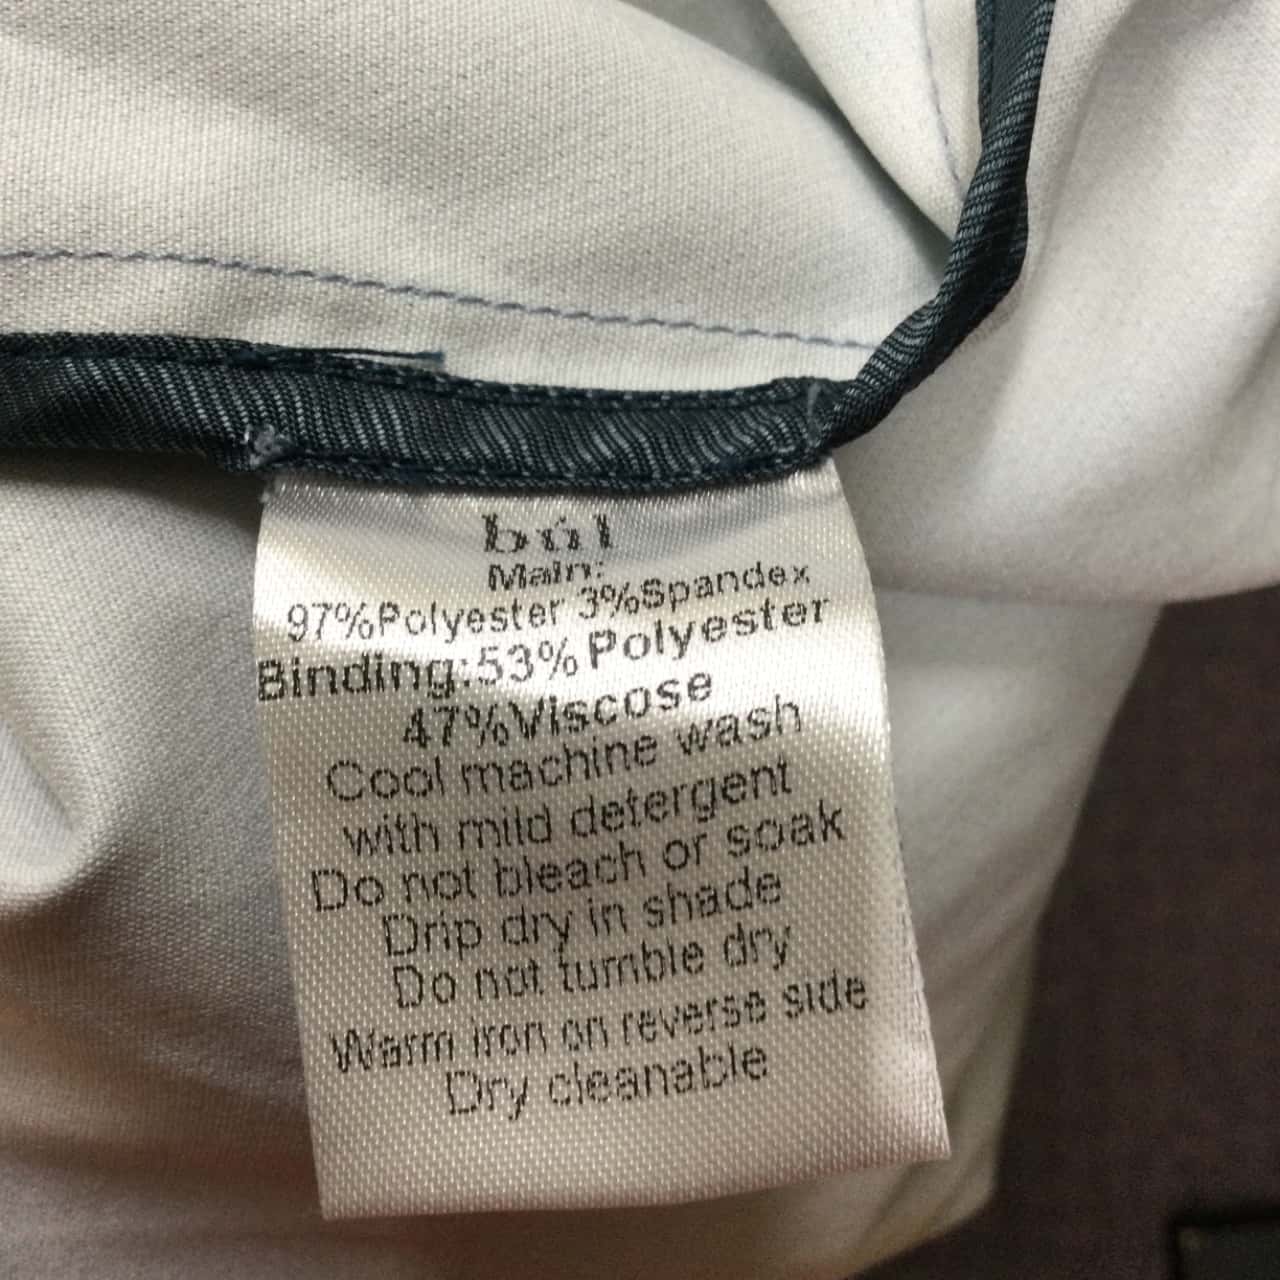 bül
Main:
97%Polyester 3%Spandex
Binding:53%Polyester
47%Viscose
Cool machine wash
with mild detergent
Do not bleach or soak
Drip dry in shade
Do not tumble dry
Warm iron on reverse side
Dry cleanable